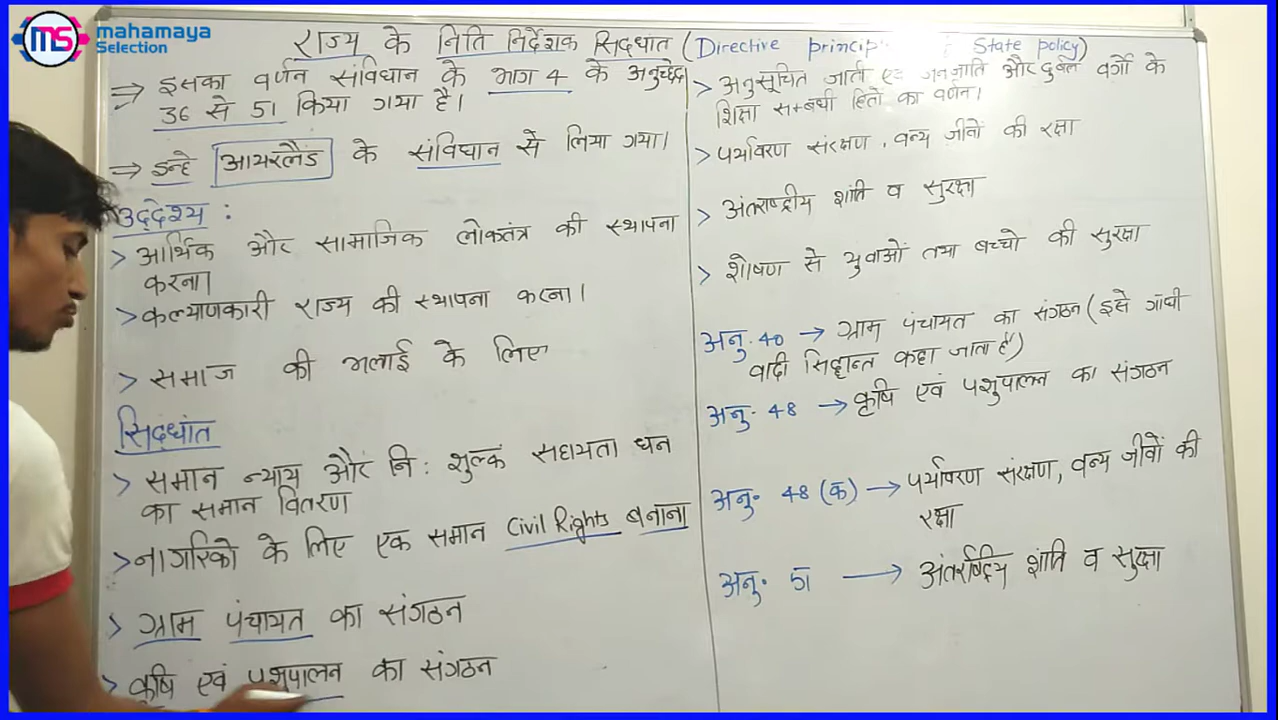 mahamaya
Selection
राज्य के निति निर्देशक सिद्धांत (Directive princip State policy)
⇒ इसका वर्णन संविधान के भाग 4 के अनुच्छेद
36 से 51 किया गया है।
⇒ इन्हे आयरलैंड के संविधान से लिया गया।
उद्देश्य :
> आर्थिक और सामाजिक लोकतंत्र की स्थापना
करना।
> कल्याणकारी राज्य की स्थापना करना।
> समाज की भलाई के लिए
सिद्धांत
> समान न्याय और नि: शुल्क सहायता धन
का समान वितरण
> नागरिको के लिए एक समान Civil Rights बनाना
> ग्राम पंचायत का संगठन
> कृषि एवं पशुपालन का संगठन
> अनुसूचित जाती एवं जनजाति और दुर्बल वर्गो के
शिक्षा सम्बंधी हितों का वर्णन।
> पर्यावरण संरक्षण, वन्य जीवों की रक्षा
> अंतराष्ट्रीय शांति व सुरक्षा
> शोषण से युवाओं तथा बच्चो की सुरक्षा
अनु. 40 → ग्राम पंचायत का संगठन (इसे गाँधी
वादी सिद्धान्त कहा जाता है)
अनु. 48 → कृषि एवं पशुपालन का संगठन
अनु. 48 (क) → पर्यावरण संरक्षण, वन्य जीवों की
रक्षा
अनु. 51 → अंतर्राष्ट्रिय शांति व सुरक्षा